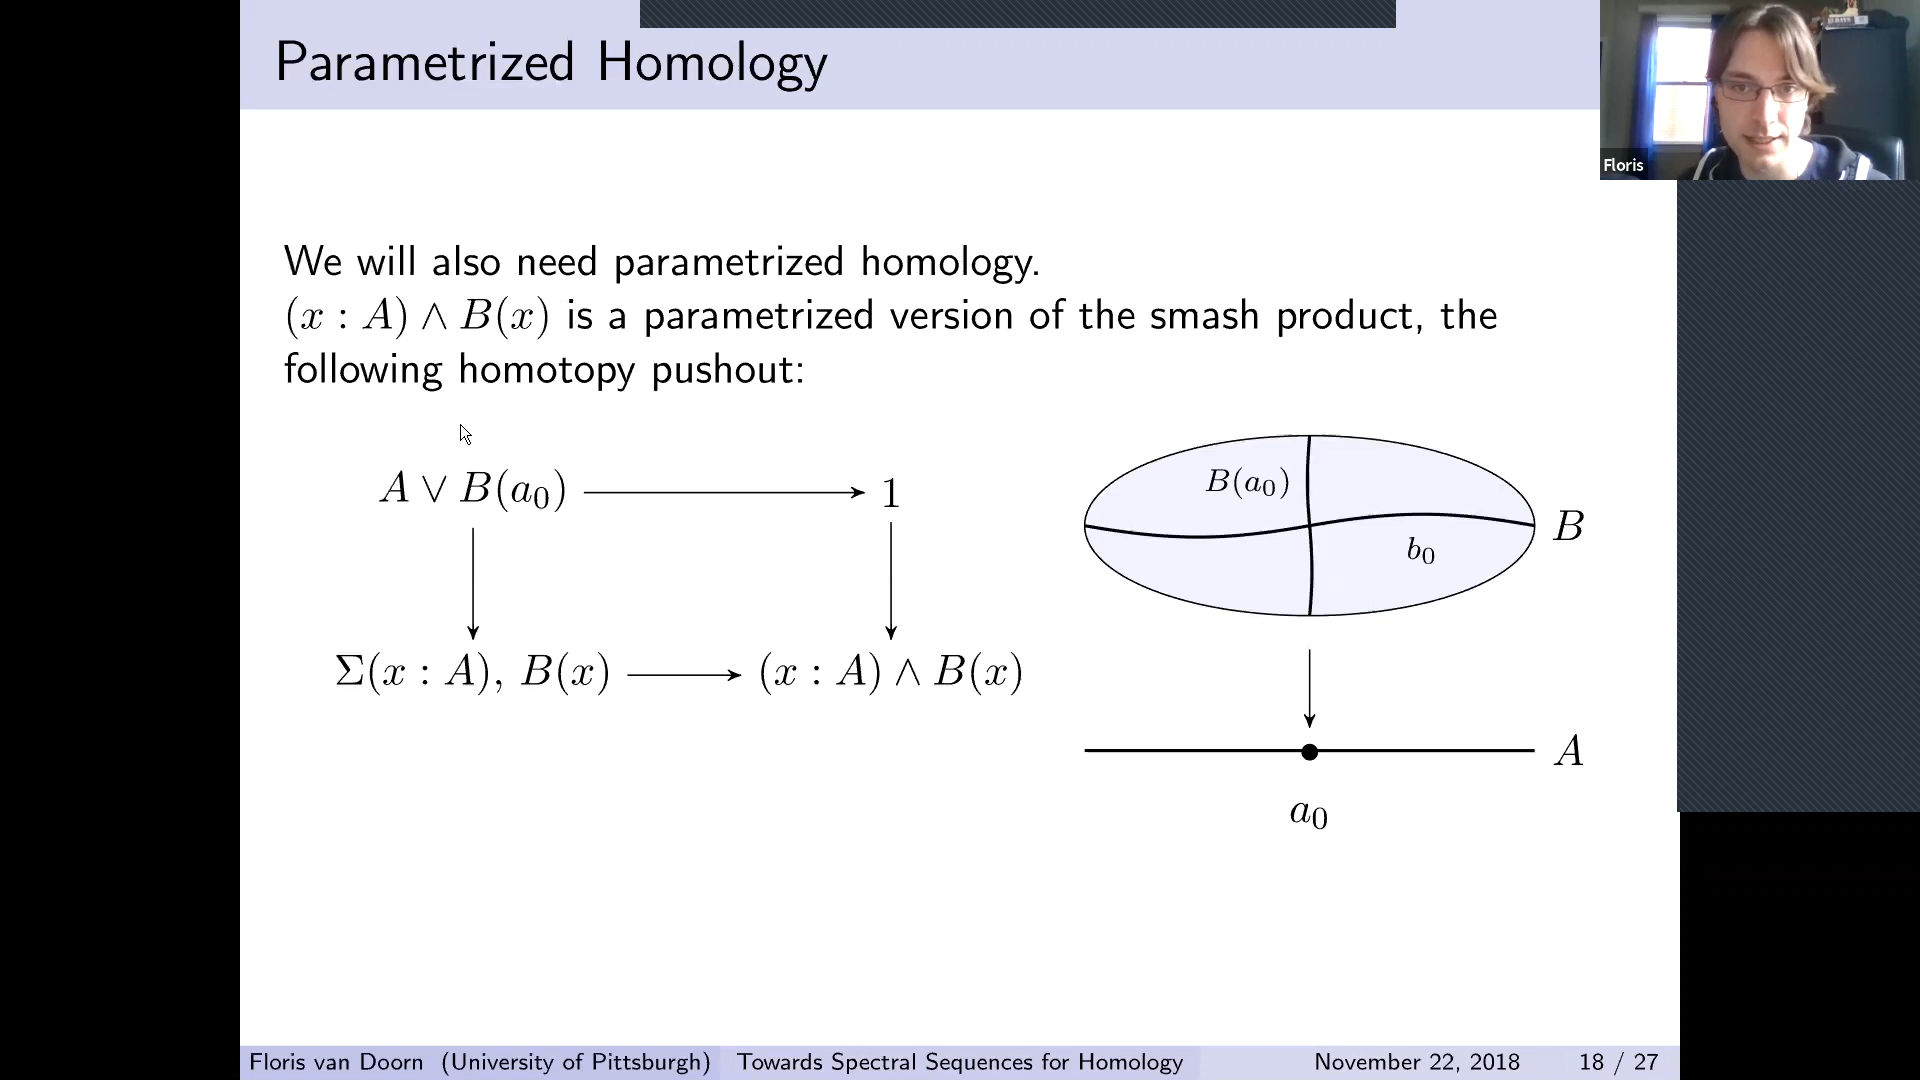 Parametrized Homology
Floris
We will also need parametrized homology.
(x : A) ∧ B(x) is a parametrized version of the smash product, the
following homotopy pushout:
A ∨ B(a₀)
1
Σ(x : A), B(x)
(x : A) ∧ B(x)
B(a₀)
b₀
B
A
a₀
Floris van Doorn (University of Pittsburgh)
Towards Spectral Sequences for Homology
November 22, 2018
18 / 27